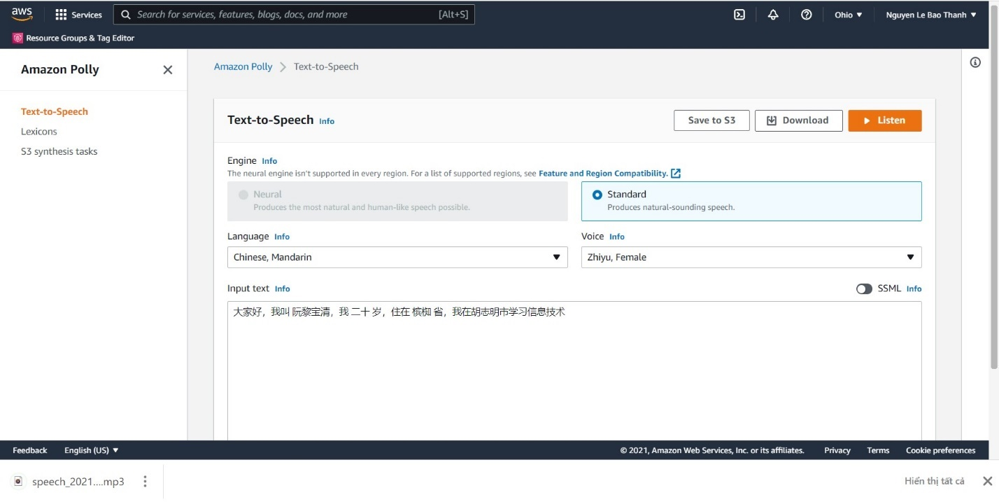 aws Services Search for services, features, blogs, docs, and more [Alt+S] Ohio Nguyen Le Bao Thanh
Resource Groups & Tag Editor
Amazon Polly
Text-to-Speech
Lexicons
S3 synthesis tasks
Amazon Polly Text-to-Speech
Text-to-Speech Info Save to S3 Download Listen
Engine Info
The neural engine isn't supported in every region. For a list of supported regions, see Feature and Region Compatibility.
Neural
Produces the most natural and human-like speech possible.
Standard
Produces natural-sounding speech.
Language Info
Chinese, Mandarin
Voice Info
Zhiyu, Female
Input text Info SSML Info
大家好，我叫 阮黎宝清，我 二十 岁，住在 槟椥 省，我在胡志明市学习信息技术
Feedback English (US) © 2021, Amazon Web Services, Inc. or its affiliates. Privacy Terms Cookie preferences
speech_2021....mp3 Hiển thị tất cả